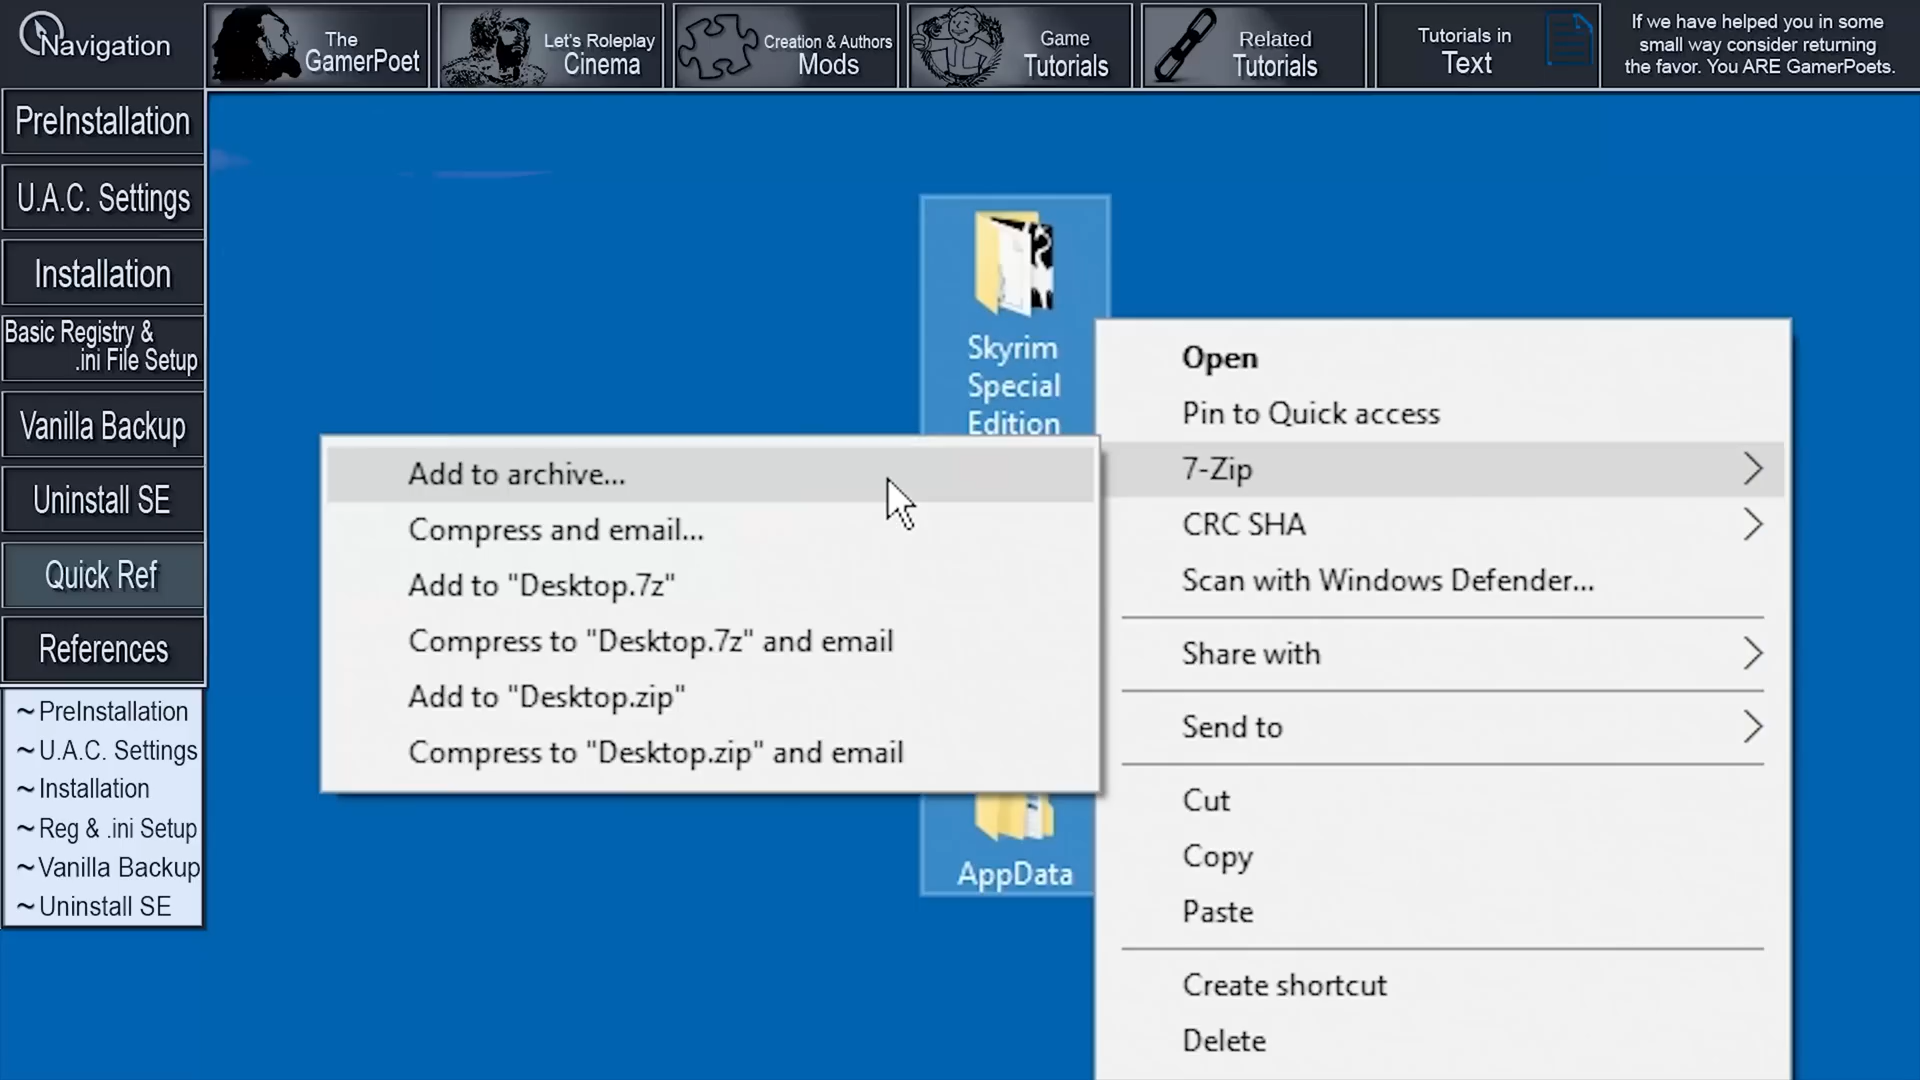 Navigation
The
GamerPoet
Let's Roleplay
Cinema
Creation & Authors
Mods
Game
Tutorials
Related
Tutorials
Tutorials in
Text
If we have helped you in some
small way consider returning
the favor. You ARE GamerPoets.
PreInstallation
U.A.C. Settings
Installation
Basic Registry &
.ini File Setup
Vanilla Backup
Uninstall SE
Quick Ref
References
~ PreInstallation
~ U.A.C. Settings
~ Installation
~ Reg & .ini Setup
~ Vanilla Backup
~ Uninstall SE
Skyrim
Special
Edition
Add to archive...
Compress and email...
Add to "Desktop.7z"
Compress to "Desktop.7z" and email
Add to "Desktop.zip"
Compress to "Desktop.zip" and email
AppData
Open
Pin to Quick access
7-Zip
CRC SHA
Scan with Windows Defender...
Share with
Send to
Cut
Copy
Paste
Create shortcut
Delete